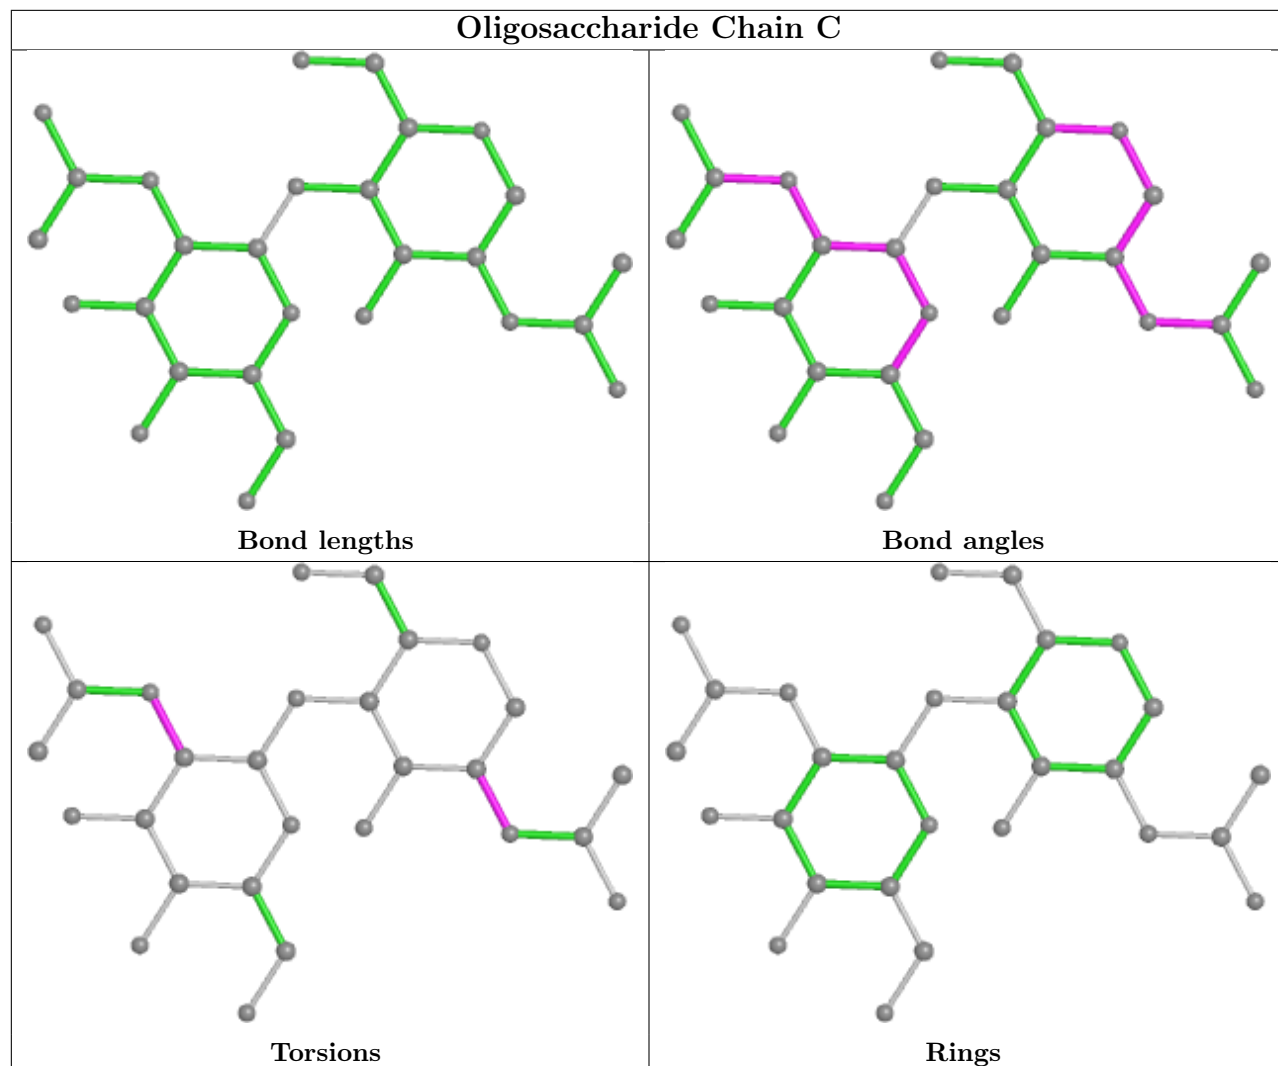 Oligosaccharide Chain C
Bond lengths
Bond angles
Torsions
Rings